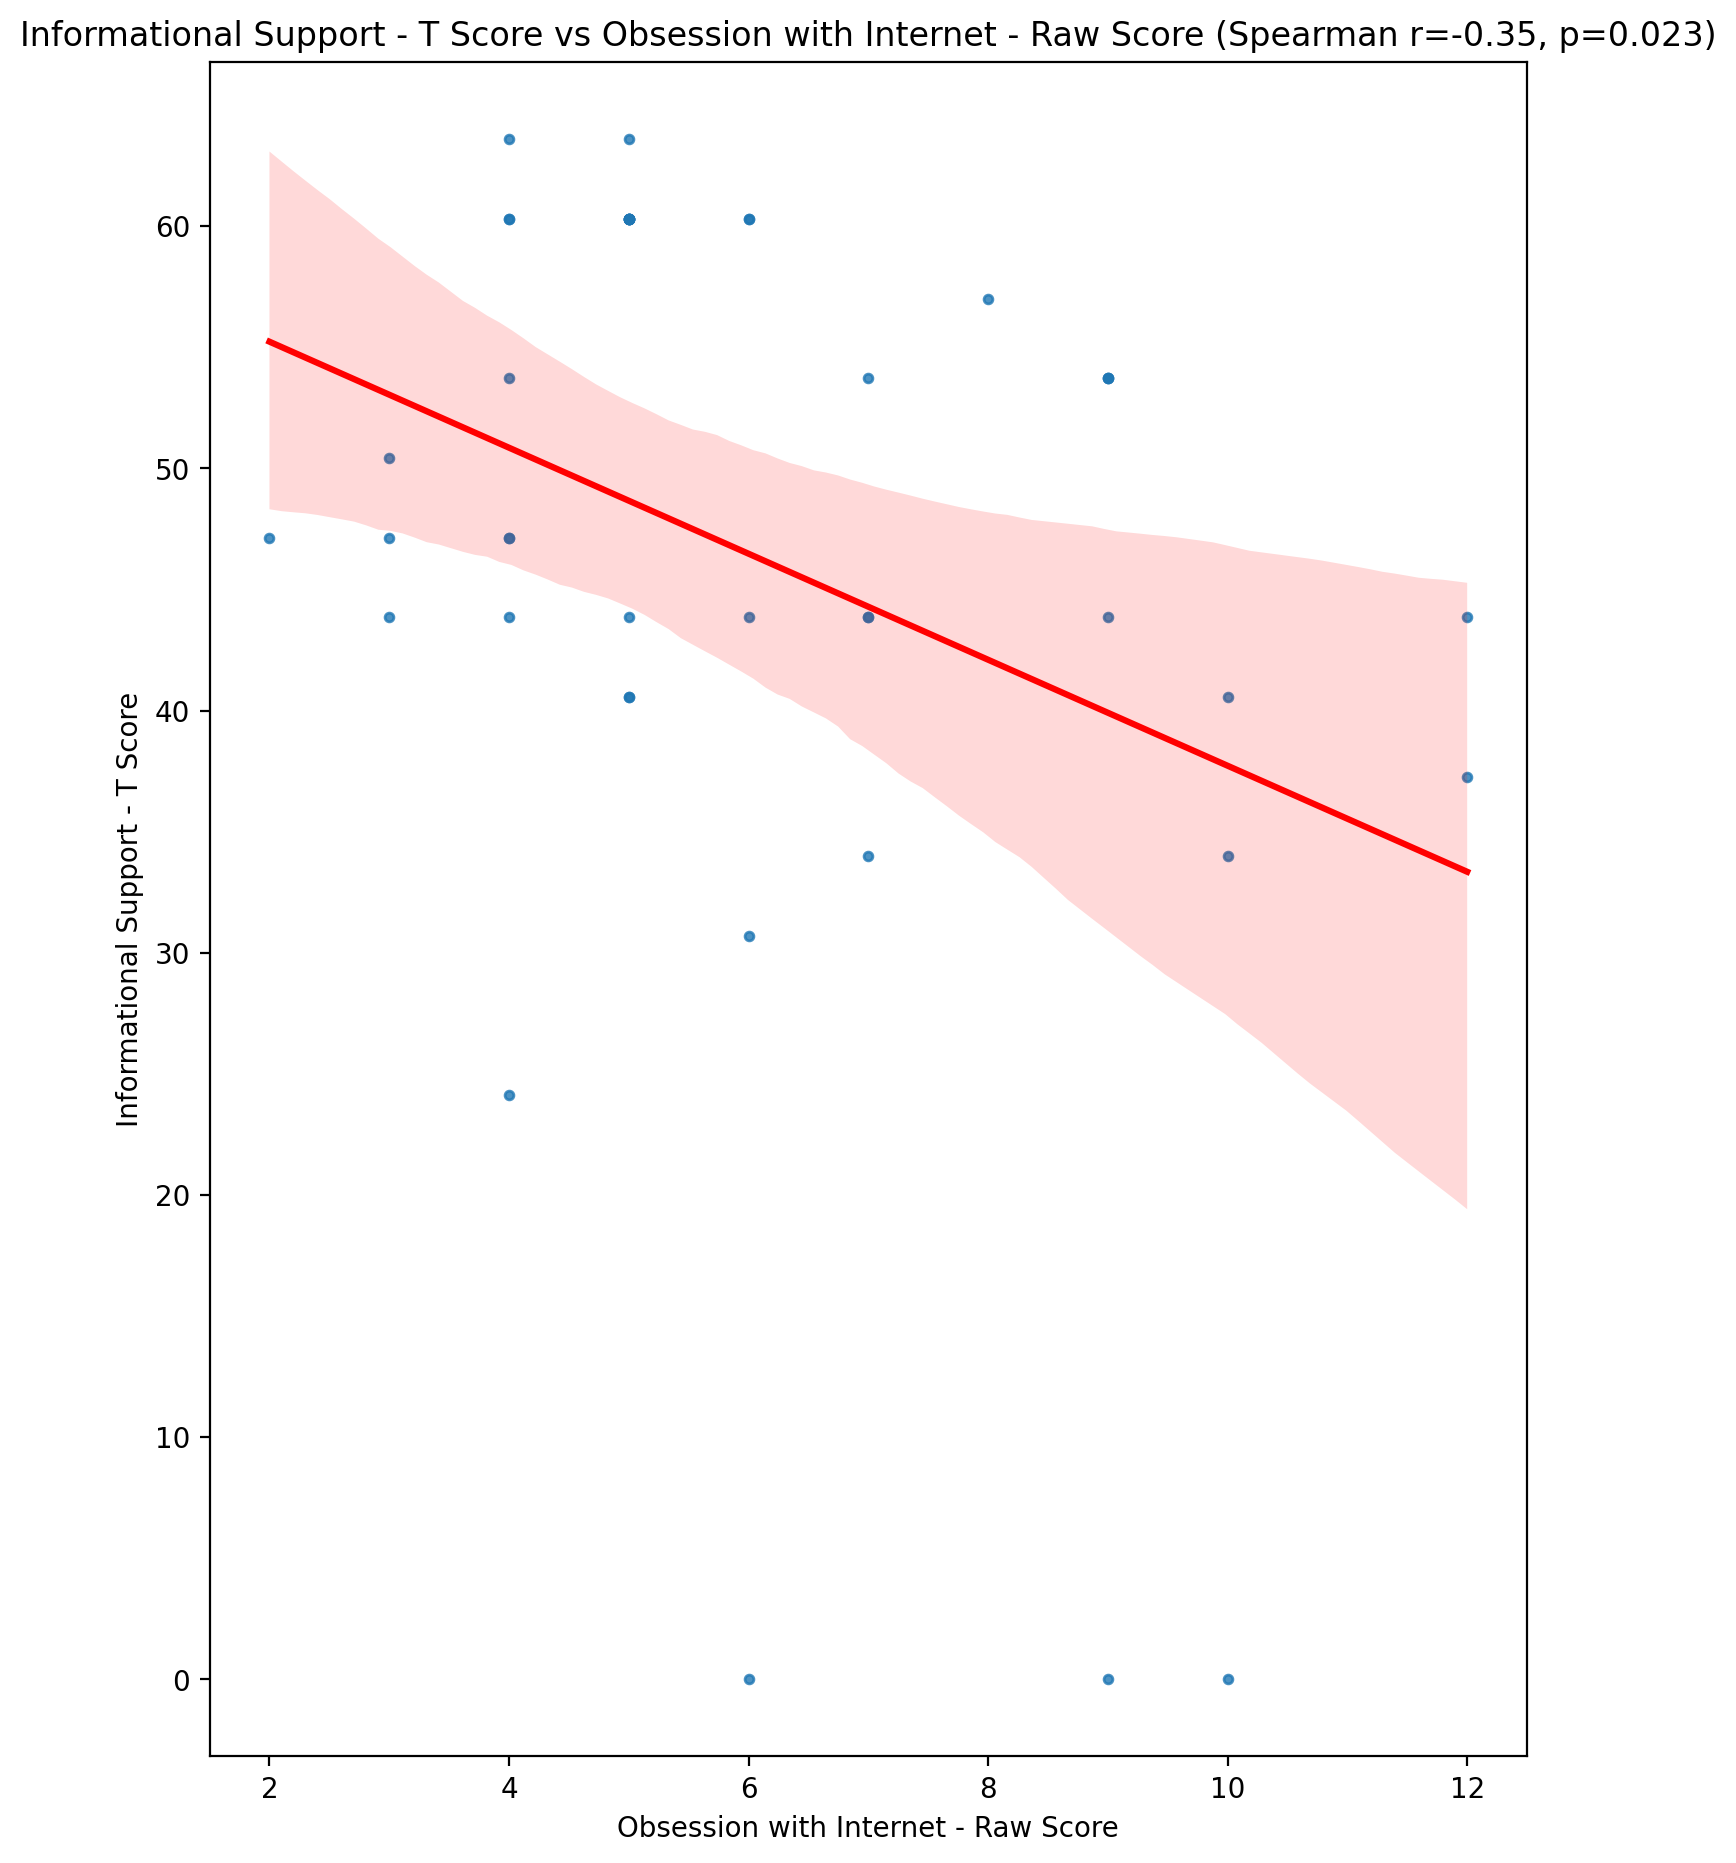 Informational Support - T Score vs Obsession with Internet - Raw Score (Spearman r=-0.35, p=0.023)
60
50
40
30
20
10
0
Informational Support - T Score
2 4 6 8 10 12
Obsession with Internet - Raw Score